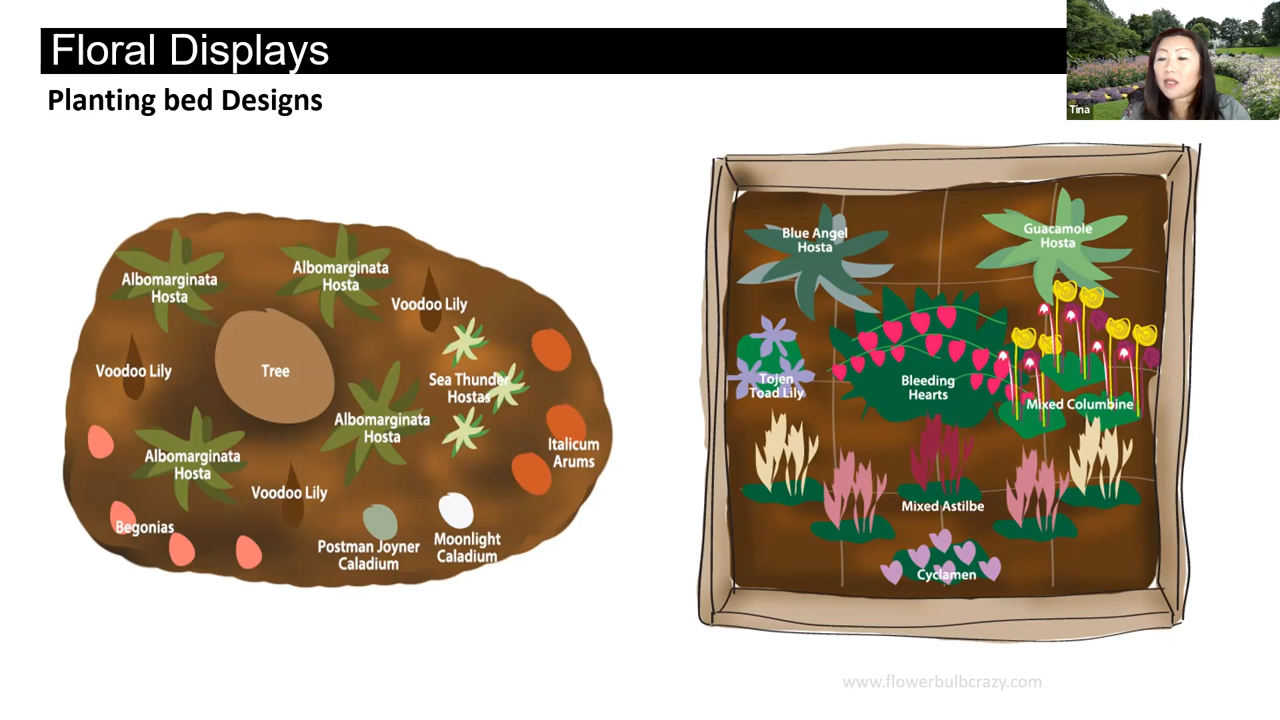 Floral Displays
Planting bed Designs
Tina
Albomarginata
Hosta
Albomarginata
Hosta
Voodoo Lily
Voodoo Lily
Tree
Sea Thunder
Hostas
Albomarginata
Hosta
Italicum
Arums
Albomarginata
Hosta
Voodoo Lily
Begonias
Postman Joyner
Caladium
Moonlight
Caladium
Blue Angel
Hosta
Guacamole
Hosta
Tojen
Toad Lily
Bleeding
Hearts
Mixed Columbine
Mixed Astilbe
Cyclamen
www.flowerbulbcrazy.com